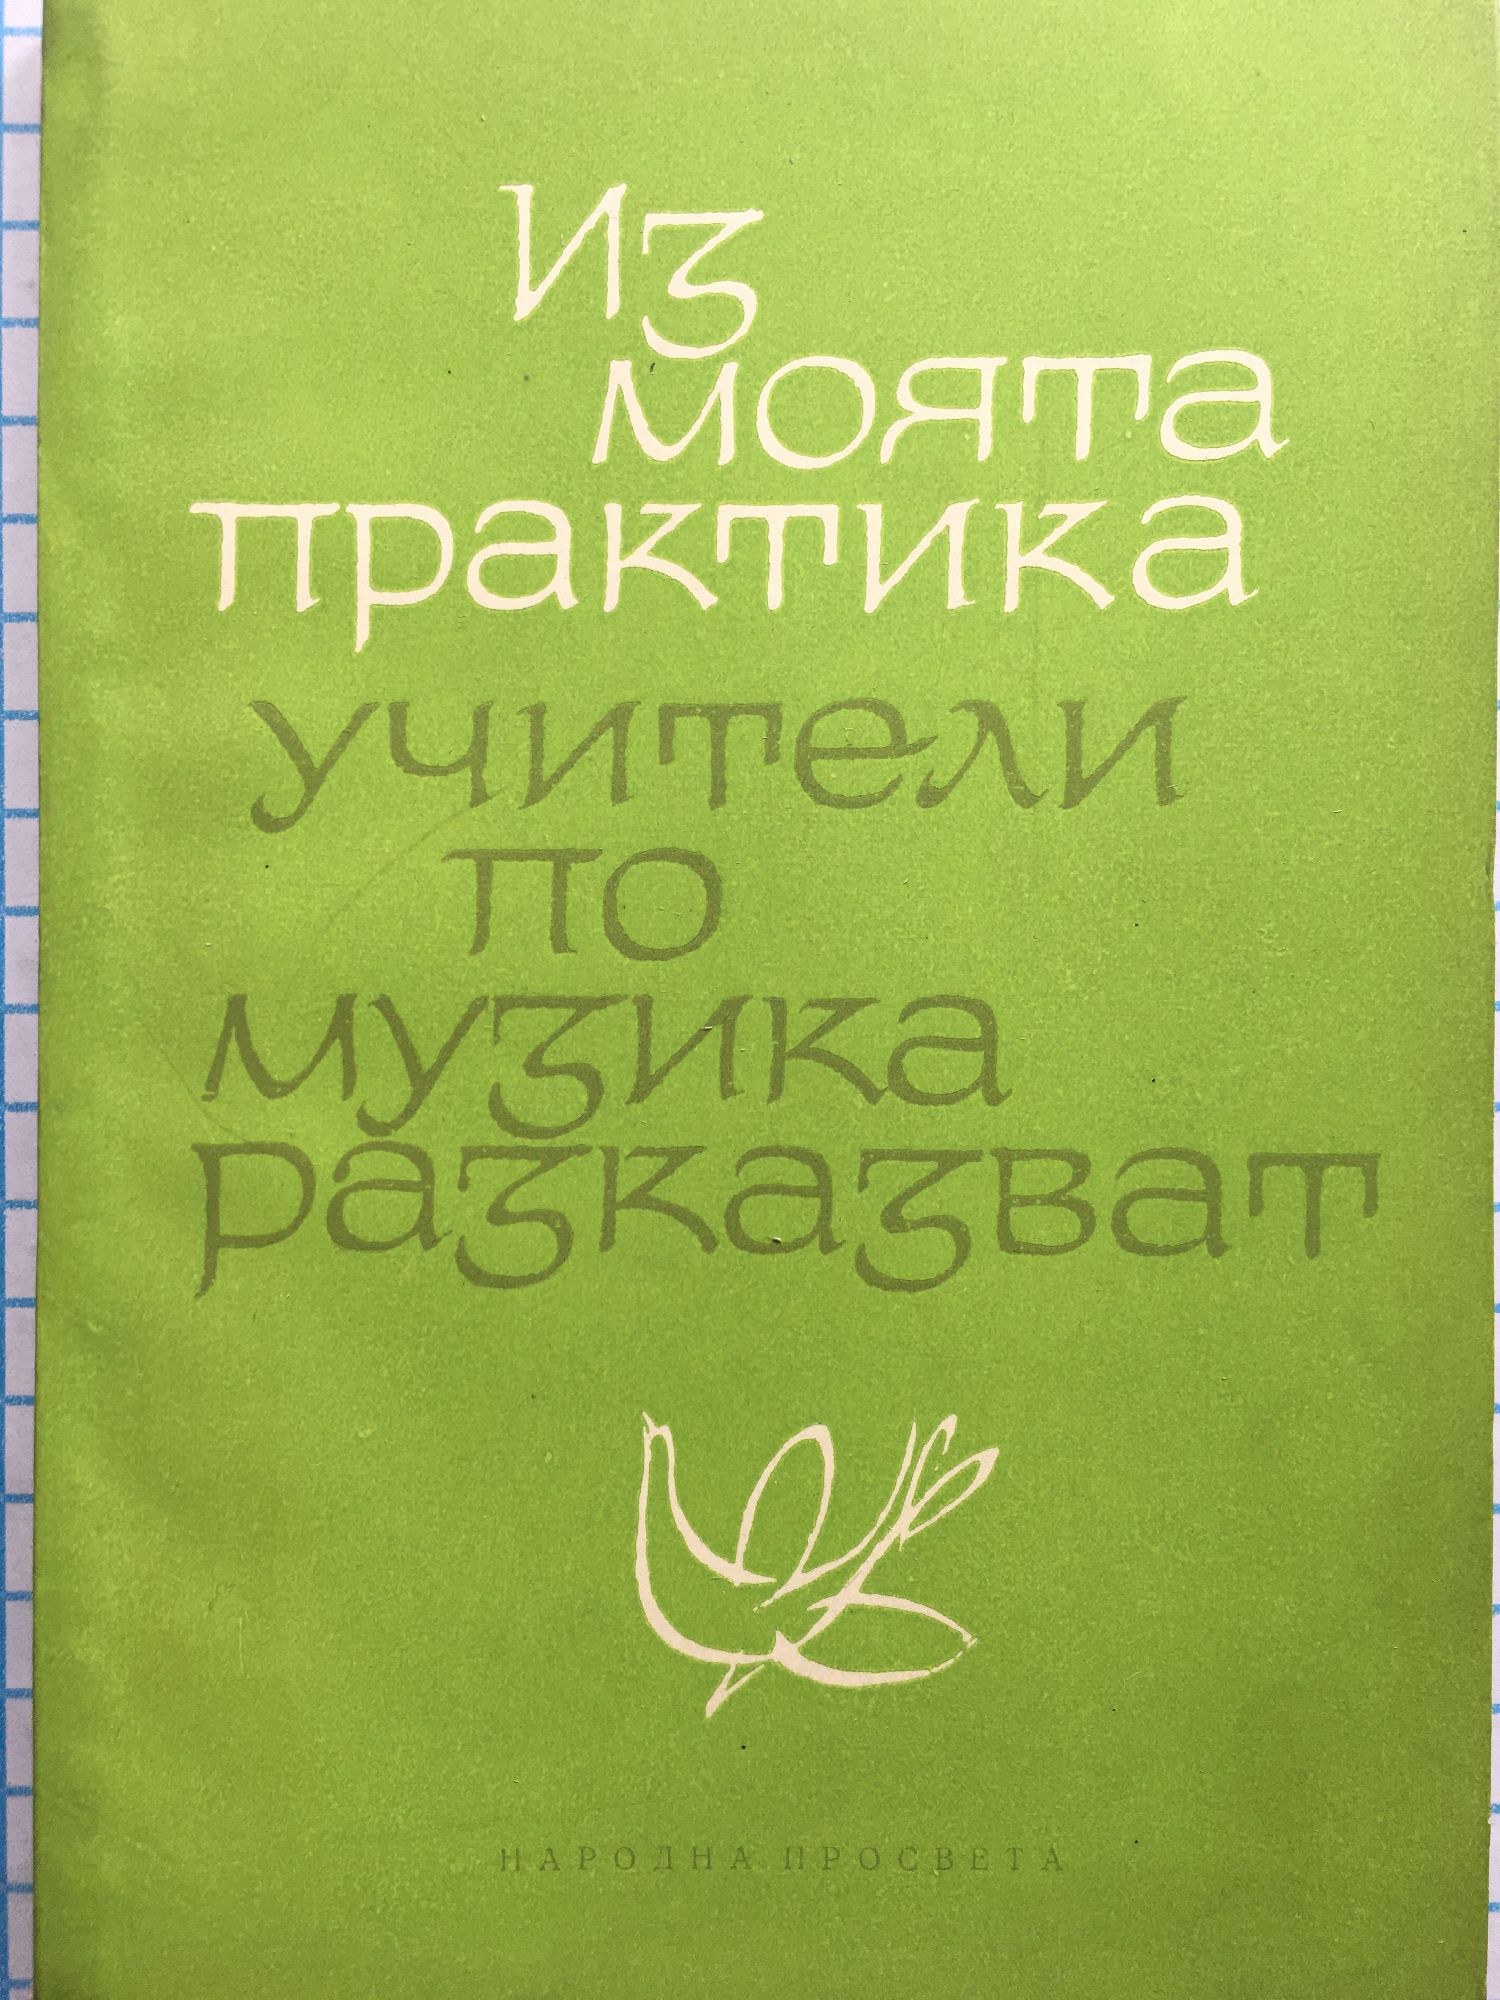 Из
моята
практика
учители
по
музика
разказват
НАРОДНА ПРОСВЕТА